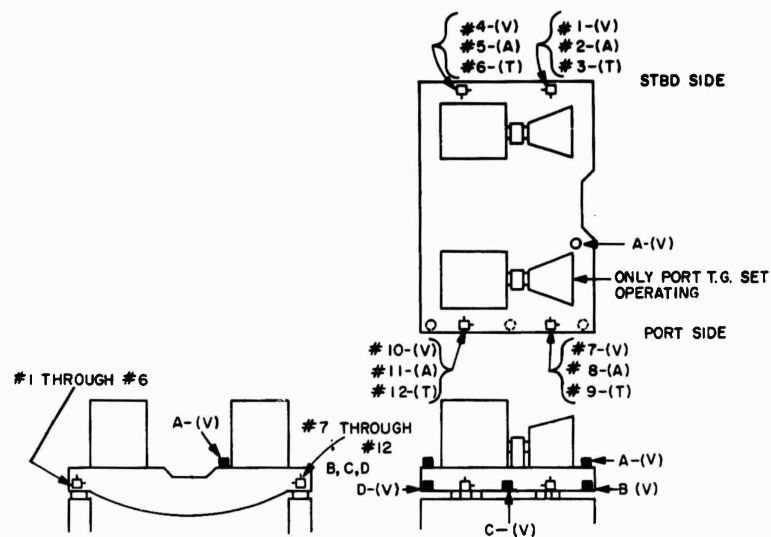 #4-(V)
#5-(A)
#6-(T)
#1-(V)
#2-(A)
#3-(T)
STBD SIDE
A-(V)
ONLY PORT T.G. SET
OPERATING
PORT SIDE
#10-(V)
#11-(A)
#12-(T)
#7-(V)
#8-(A)
#9-(T)
#1 THROUGH #6
A-(V)
#7 THROUGH
#12
B,C,D
A-(V)
D-(V)
B (V)
C-(V)